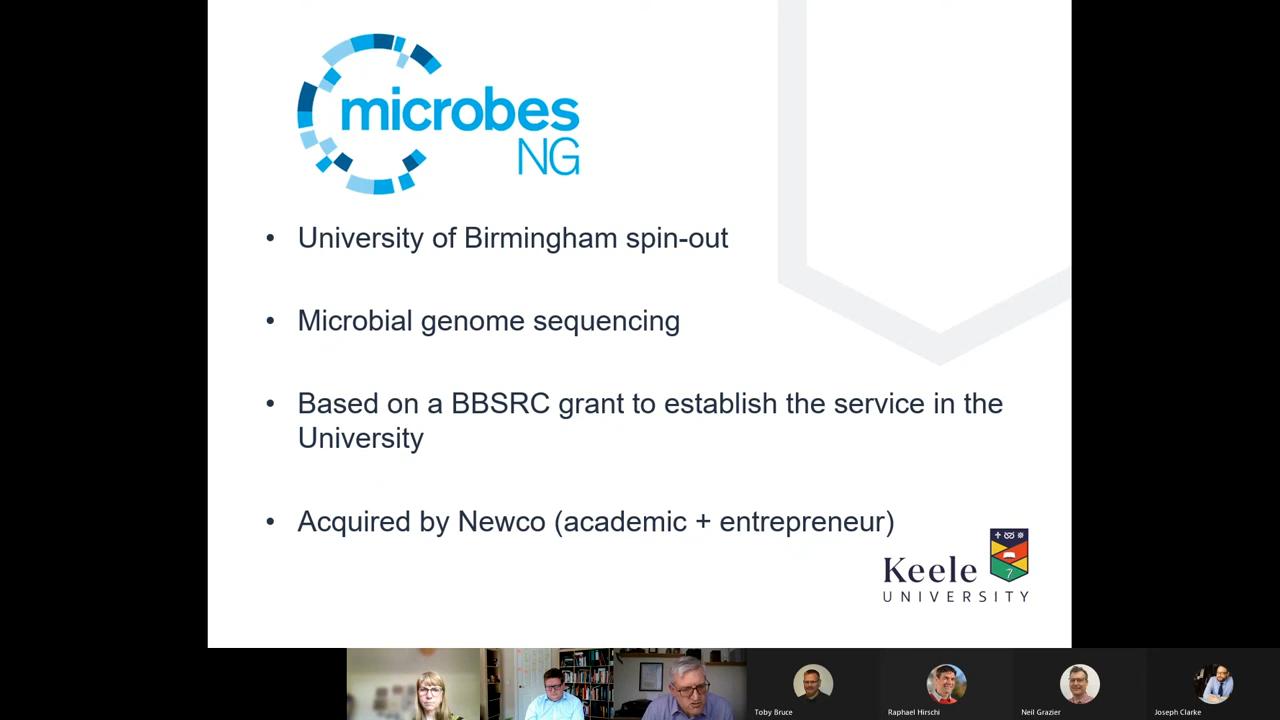 microbes
NG
• University of Birmingham spin-out
• Microbial genome sequencing
• Based on a BBSRC grant to establish the service in the
University
• Acquired by Newco (academic + entrepreneur)
Keele
UNIVERSITY
Toby Bruce
Raphael Hirschi
Neil Grazier
Joseph Clarke